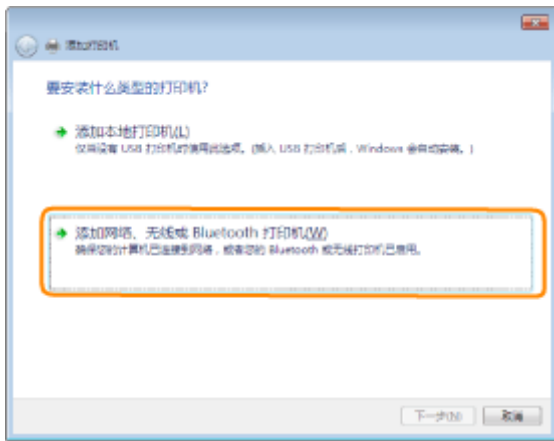 添加打印机
要安装什么类型的打印机?
添加本地打印机(L)
仅当没有 USB 打印机时使用此选项。(插入 USB 打印机后，Windows 会自动安装。)
添加网络、无线或 Bluetooth 打印机(W)
确保您的计算机已连接到网络，或者您的 Bluetooth 或无线打印机已启用。
下一步(N)
取消